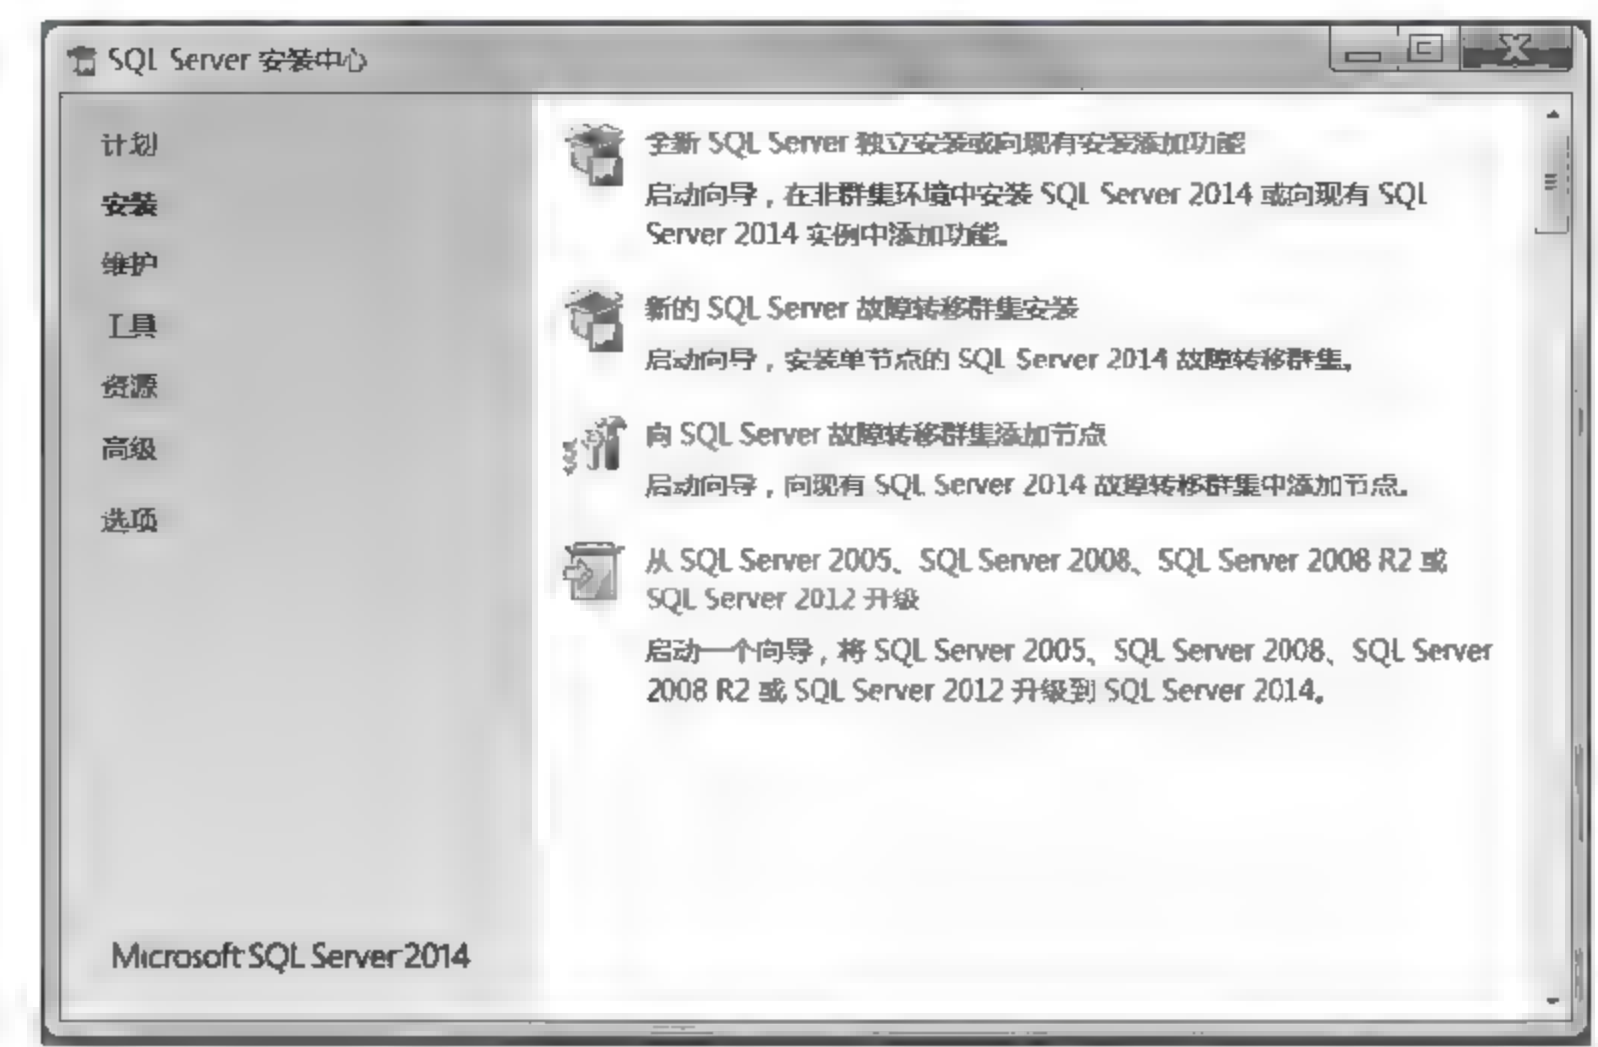 SQL Server 安装中心
计划
安装
维护
工具
资源
高级
选项
Microsoft SQL Server 2014
全新 SQL Server 独立安装或向现有安装添加功能
启动向导，在非群集环境中安装 SQL Server 2014 或向现有 SQL
Server 2014 实例中添加功能。
新的 SQL Server 故障转移群集安装
启动向导，安装单节点的 SQL Server 2014 故障转移群集。
向 SQL Server 故障转移群集添加节点
启动向导，向现有 SQL Server 2014 故障转移群集中添加节点。
从 SQL Server 2005、SQL Server 2008、SQL Server 2008 R2 或
SQL Server 2012 升级
启动一个向导，将 SQL Server 2005、SQL Server 2008、SQL Server
2008 R2 或 SQL Server 2012 升级到 SQL Server 2014。